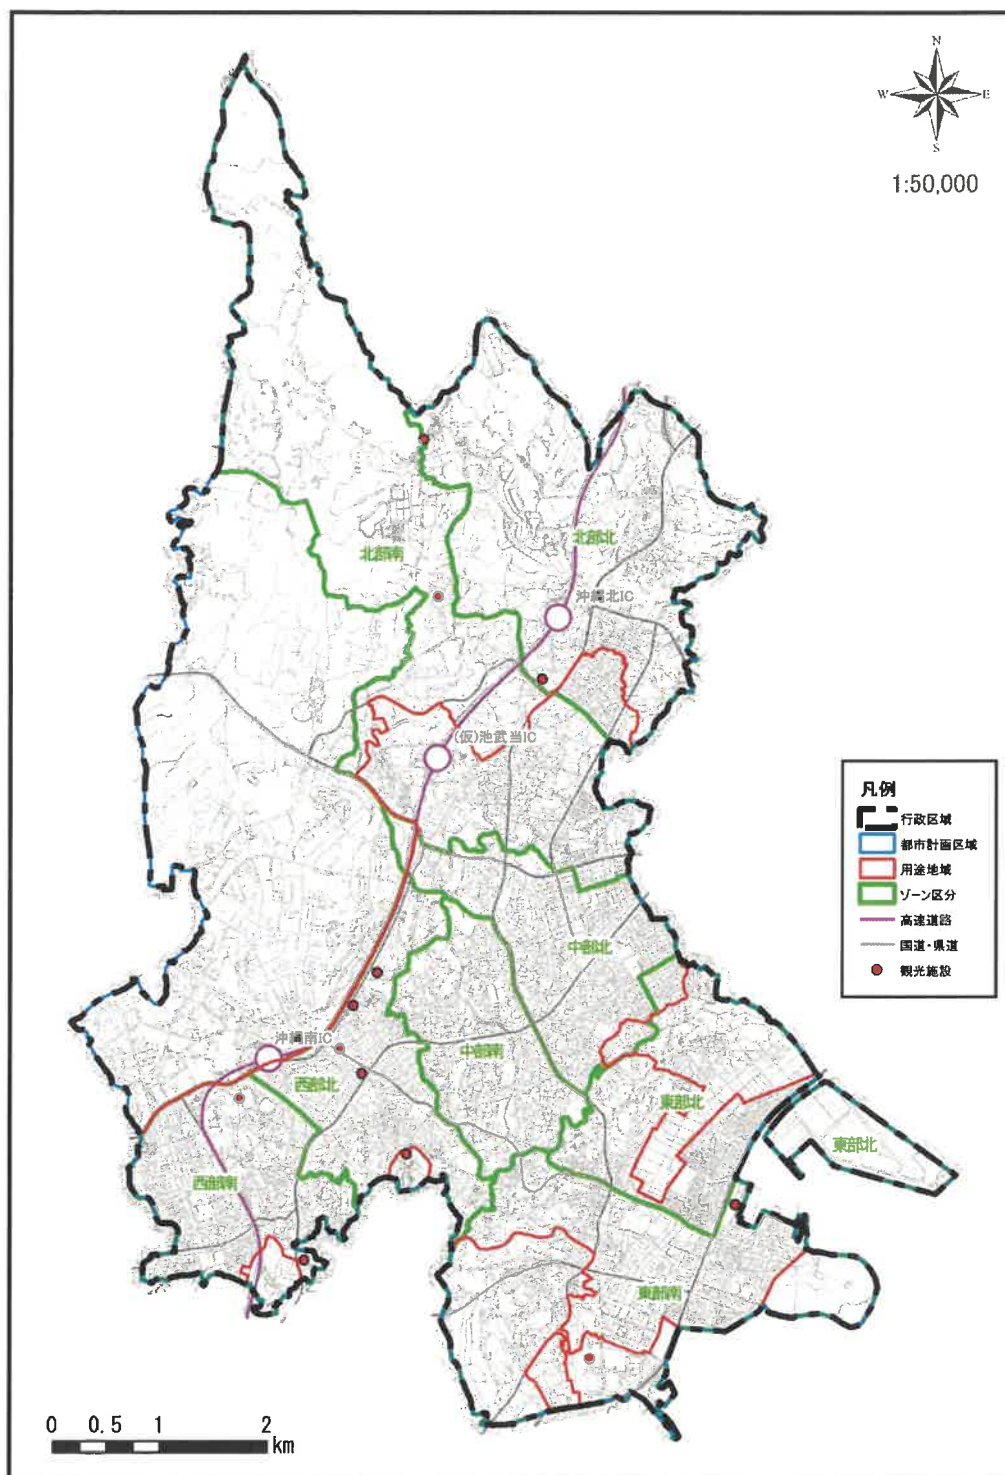 N
W E
S
1:50,000
北部南
北部北
沖縄北IC
(仮)池武当IC
凡例
行政区域
都市計画区域
用途地域
ゾーン区分
高速道路
国道・県道
観光施設
中部北
沖縄南IC
中部南
西部北
東部北
東部北
西部南
東部南
0 0.5 1 2
km